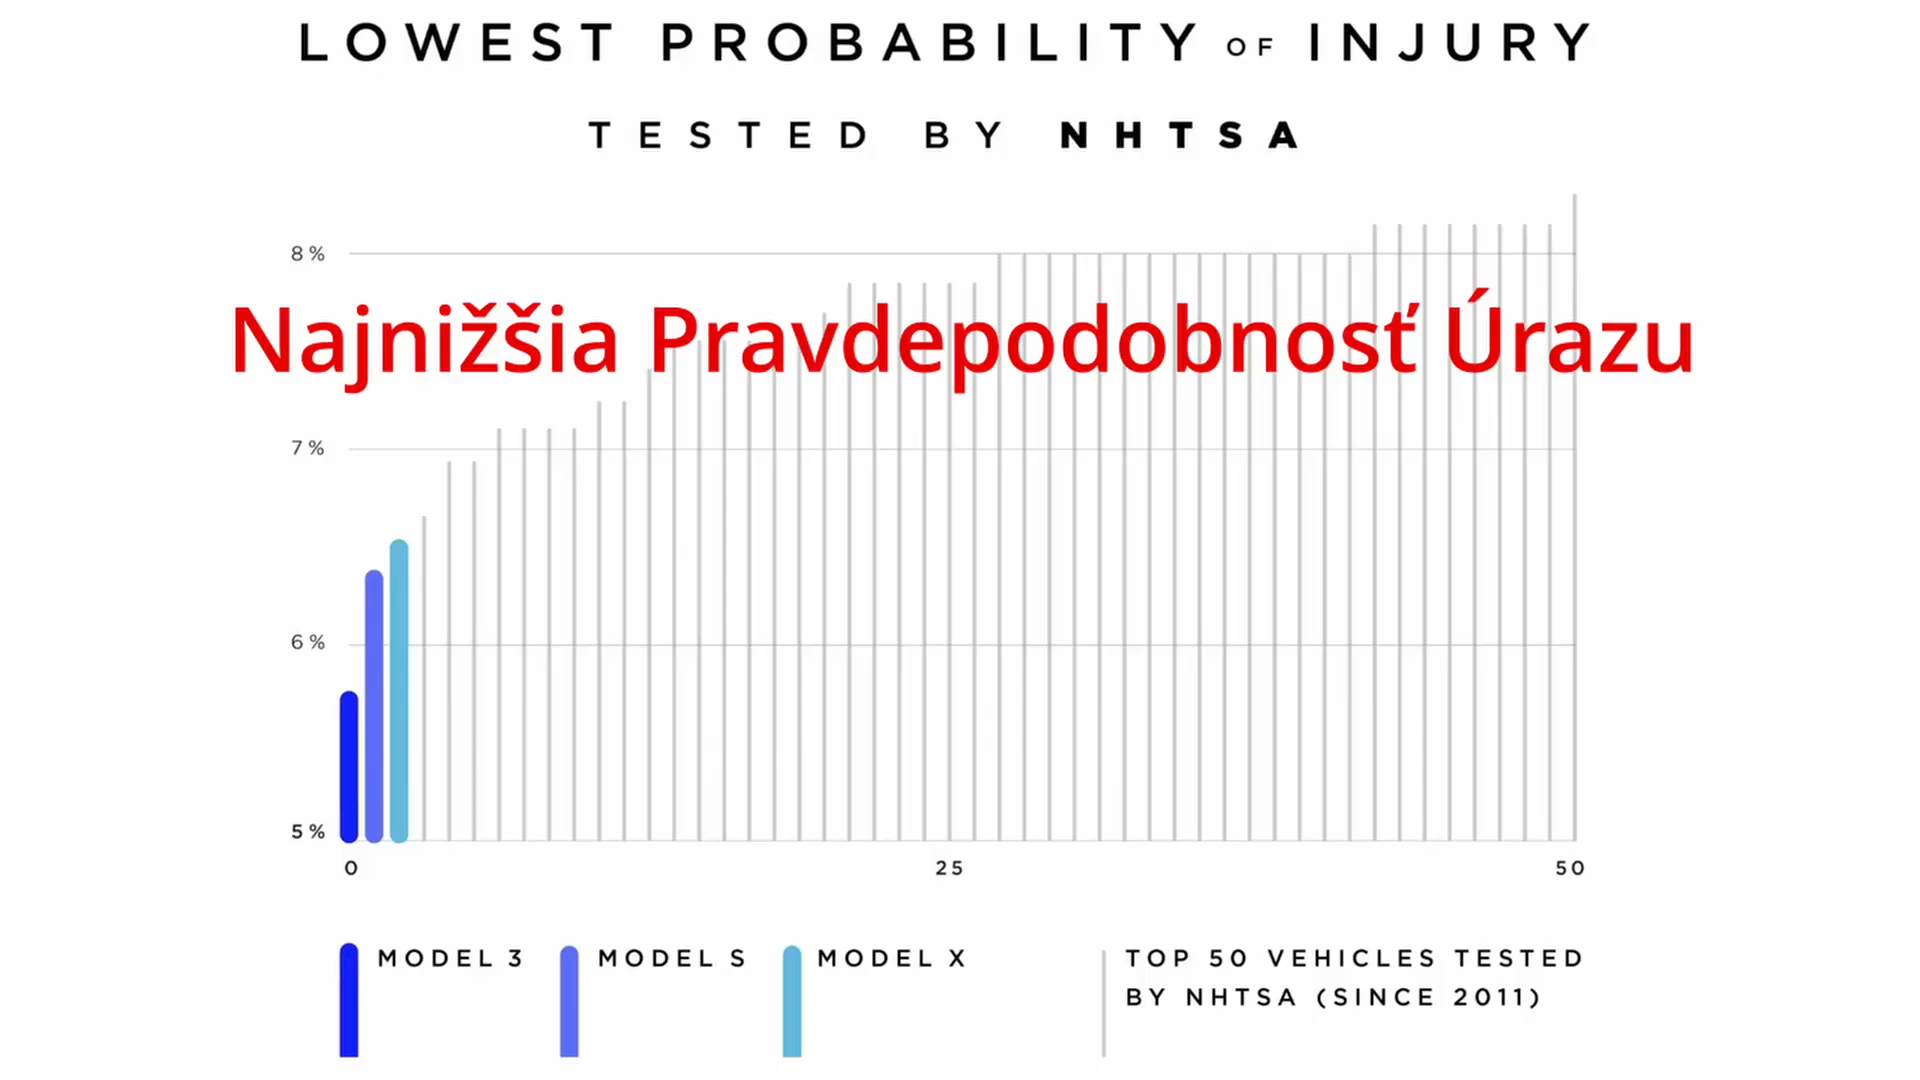 LOWEST PROBABILITY OF INJURY
TESTED BY NHTSA
8%
Najnižšia Pravdepodobnosť Úrazu
7%
6%
5%
0 25 50
MODEL 3 MODEL S MODEL X TOP 50 VEHICLES TESTED
BY NHTSA (SINCE 2011)